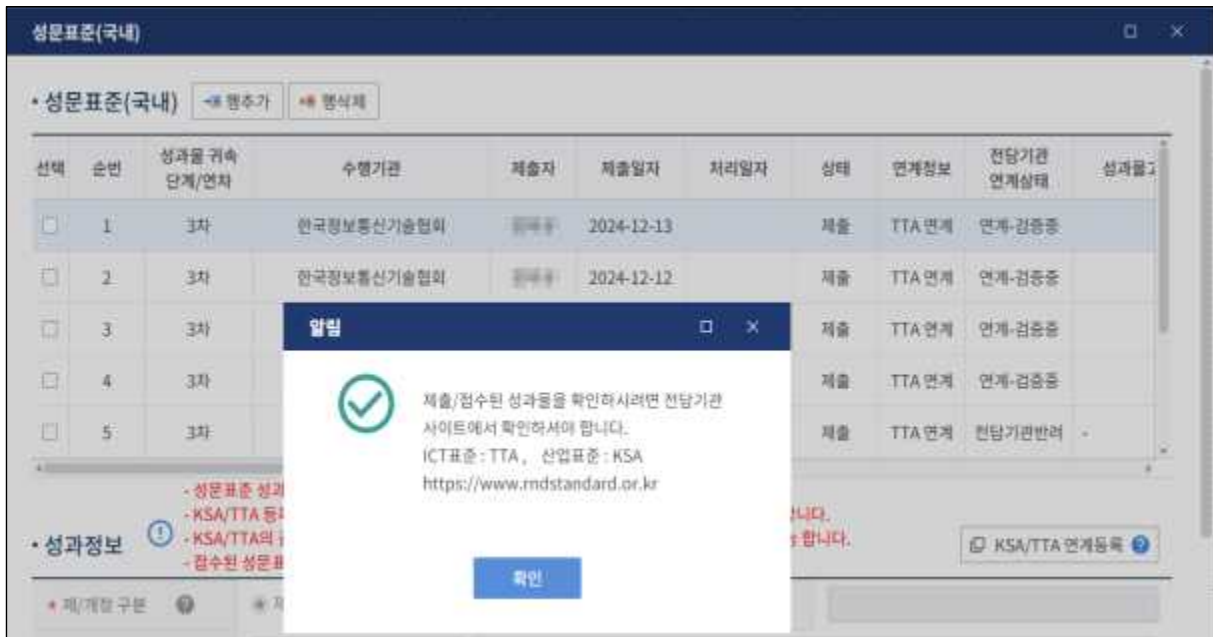 성문표준(국내)
• 성문표준(국내) 행추가 행삭제
선택 순번 성과물 귀속 단계/연차 수행기관 제출자 제출일자 처리일자 상태 연계정보 전담기관 연계상태 성과물고
1 3차 한국정보통신기술협회 2024-12-13 제출 TTA 연계 연계-검증중
2 3차 한국정보통신기술협회 2024-12-12 제출 TTA 연계 연계-검증중
3 3차 제출 TTA 연계 연계-검증중
4 3차 제출 TTA 연계 연계-검증중
5 3차 제출 TTA 연계 전담기관반려 -
알림
제출/접수된 성과물을 확인하시려면 전담기관
사이트에서 확인하셔야 합니다.
ICT표준 : TTA , 산업표준 : KSA
https://www.rndstandard.or.kr
확인
- 성문표준 성과
- KSA/TTA 등
- KSA/TTA의
- 접수된 성문표
합니다.
• 성과정보
KSA/TTA 연계등록
* 제/개정 구분